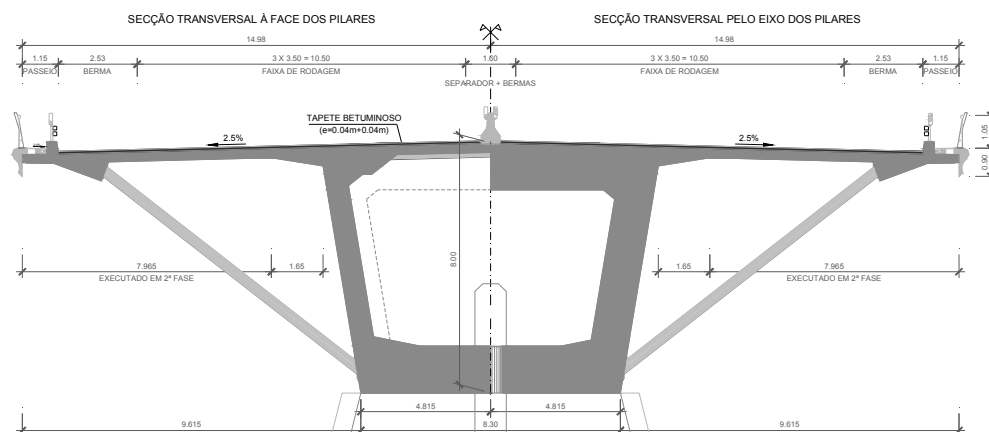 SECÇÃO TRANSVERSAL À FACE DOS PILARES
SECÇÃO TRANSVERSAL PELO EIXO DOS PILARES
14.98
14.98
1.15
2.53
3 X 3.50 = 10.50
1.60
3 X 3.50 = 10.50
2.53
1.15
PASSEIO
BERMA
FAIXA DE RODAGEM
SEPARADOR + BERMAS
FAIXA DE RODAGEM
BERMA
PASSEIO
TAPETE BETUMINOSO
(e=0.04m+0.04m)
1.05
2.5%
2.5%
0.90
8.00
7.965
1.65
1.65
7.965
EXECUTADO EM 2ª FASE
EXECUTADO EM 2ª FASE
4.815
4.815
9.615
8.30
9.615